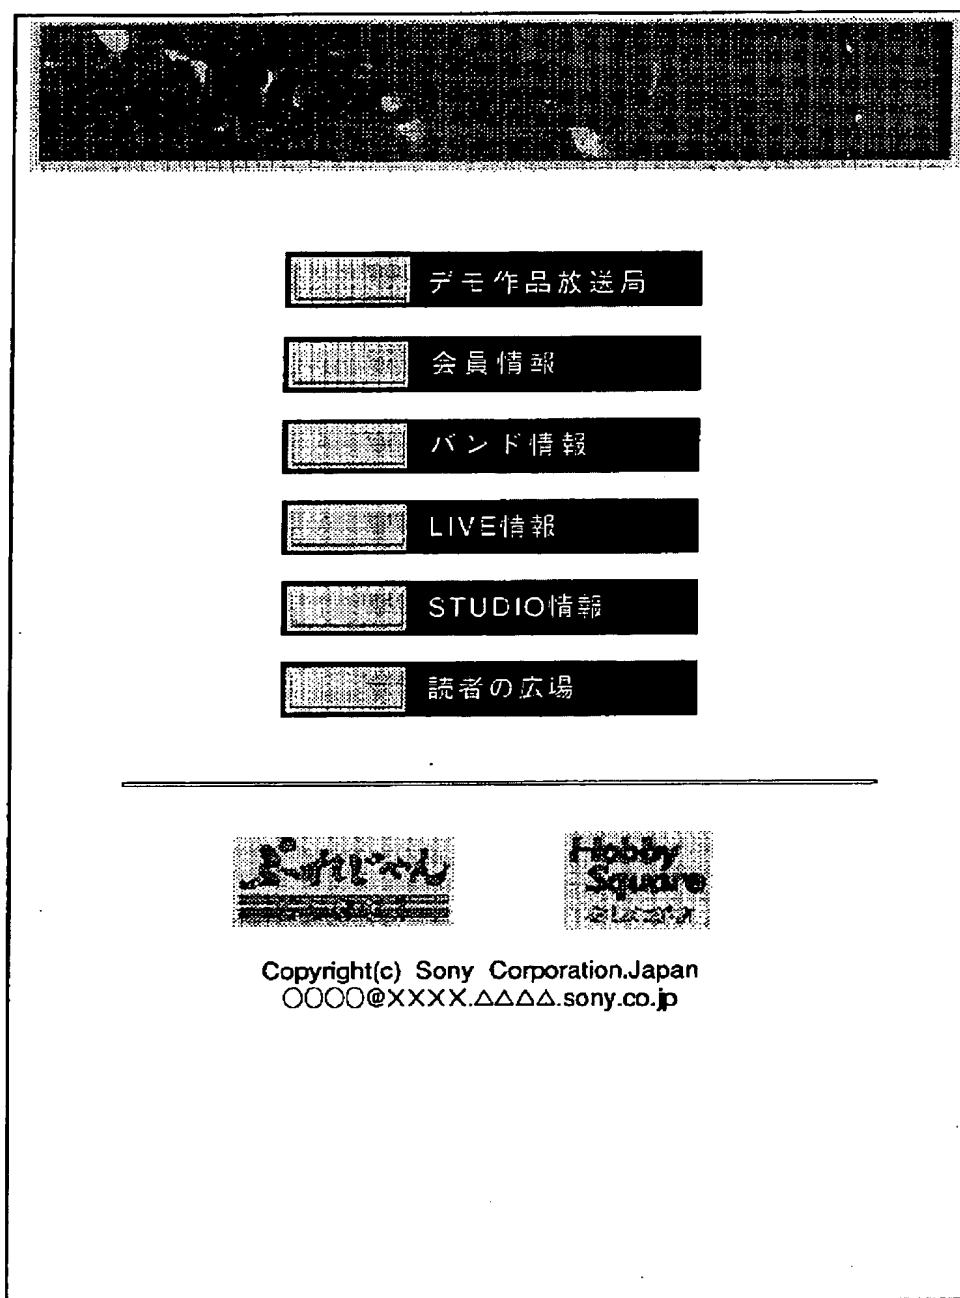 デモ作品放送局
会員情報
バンド情報
LIVE情報
STUDIO情報
読者の広場
Hobby
Square
Copyright(c) Sony Corporation.Japan
○○○○@××××.△△△△.sony.co.jp